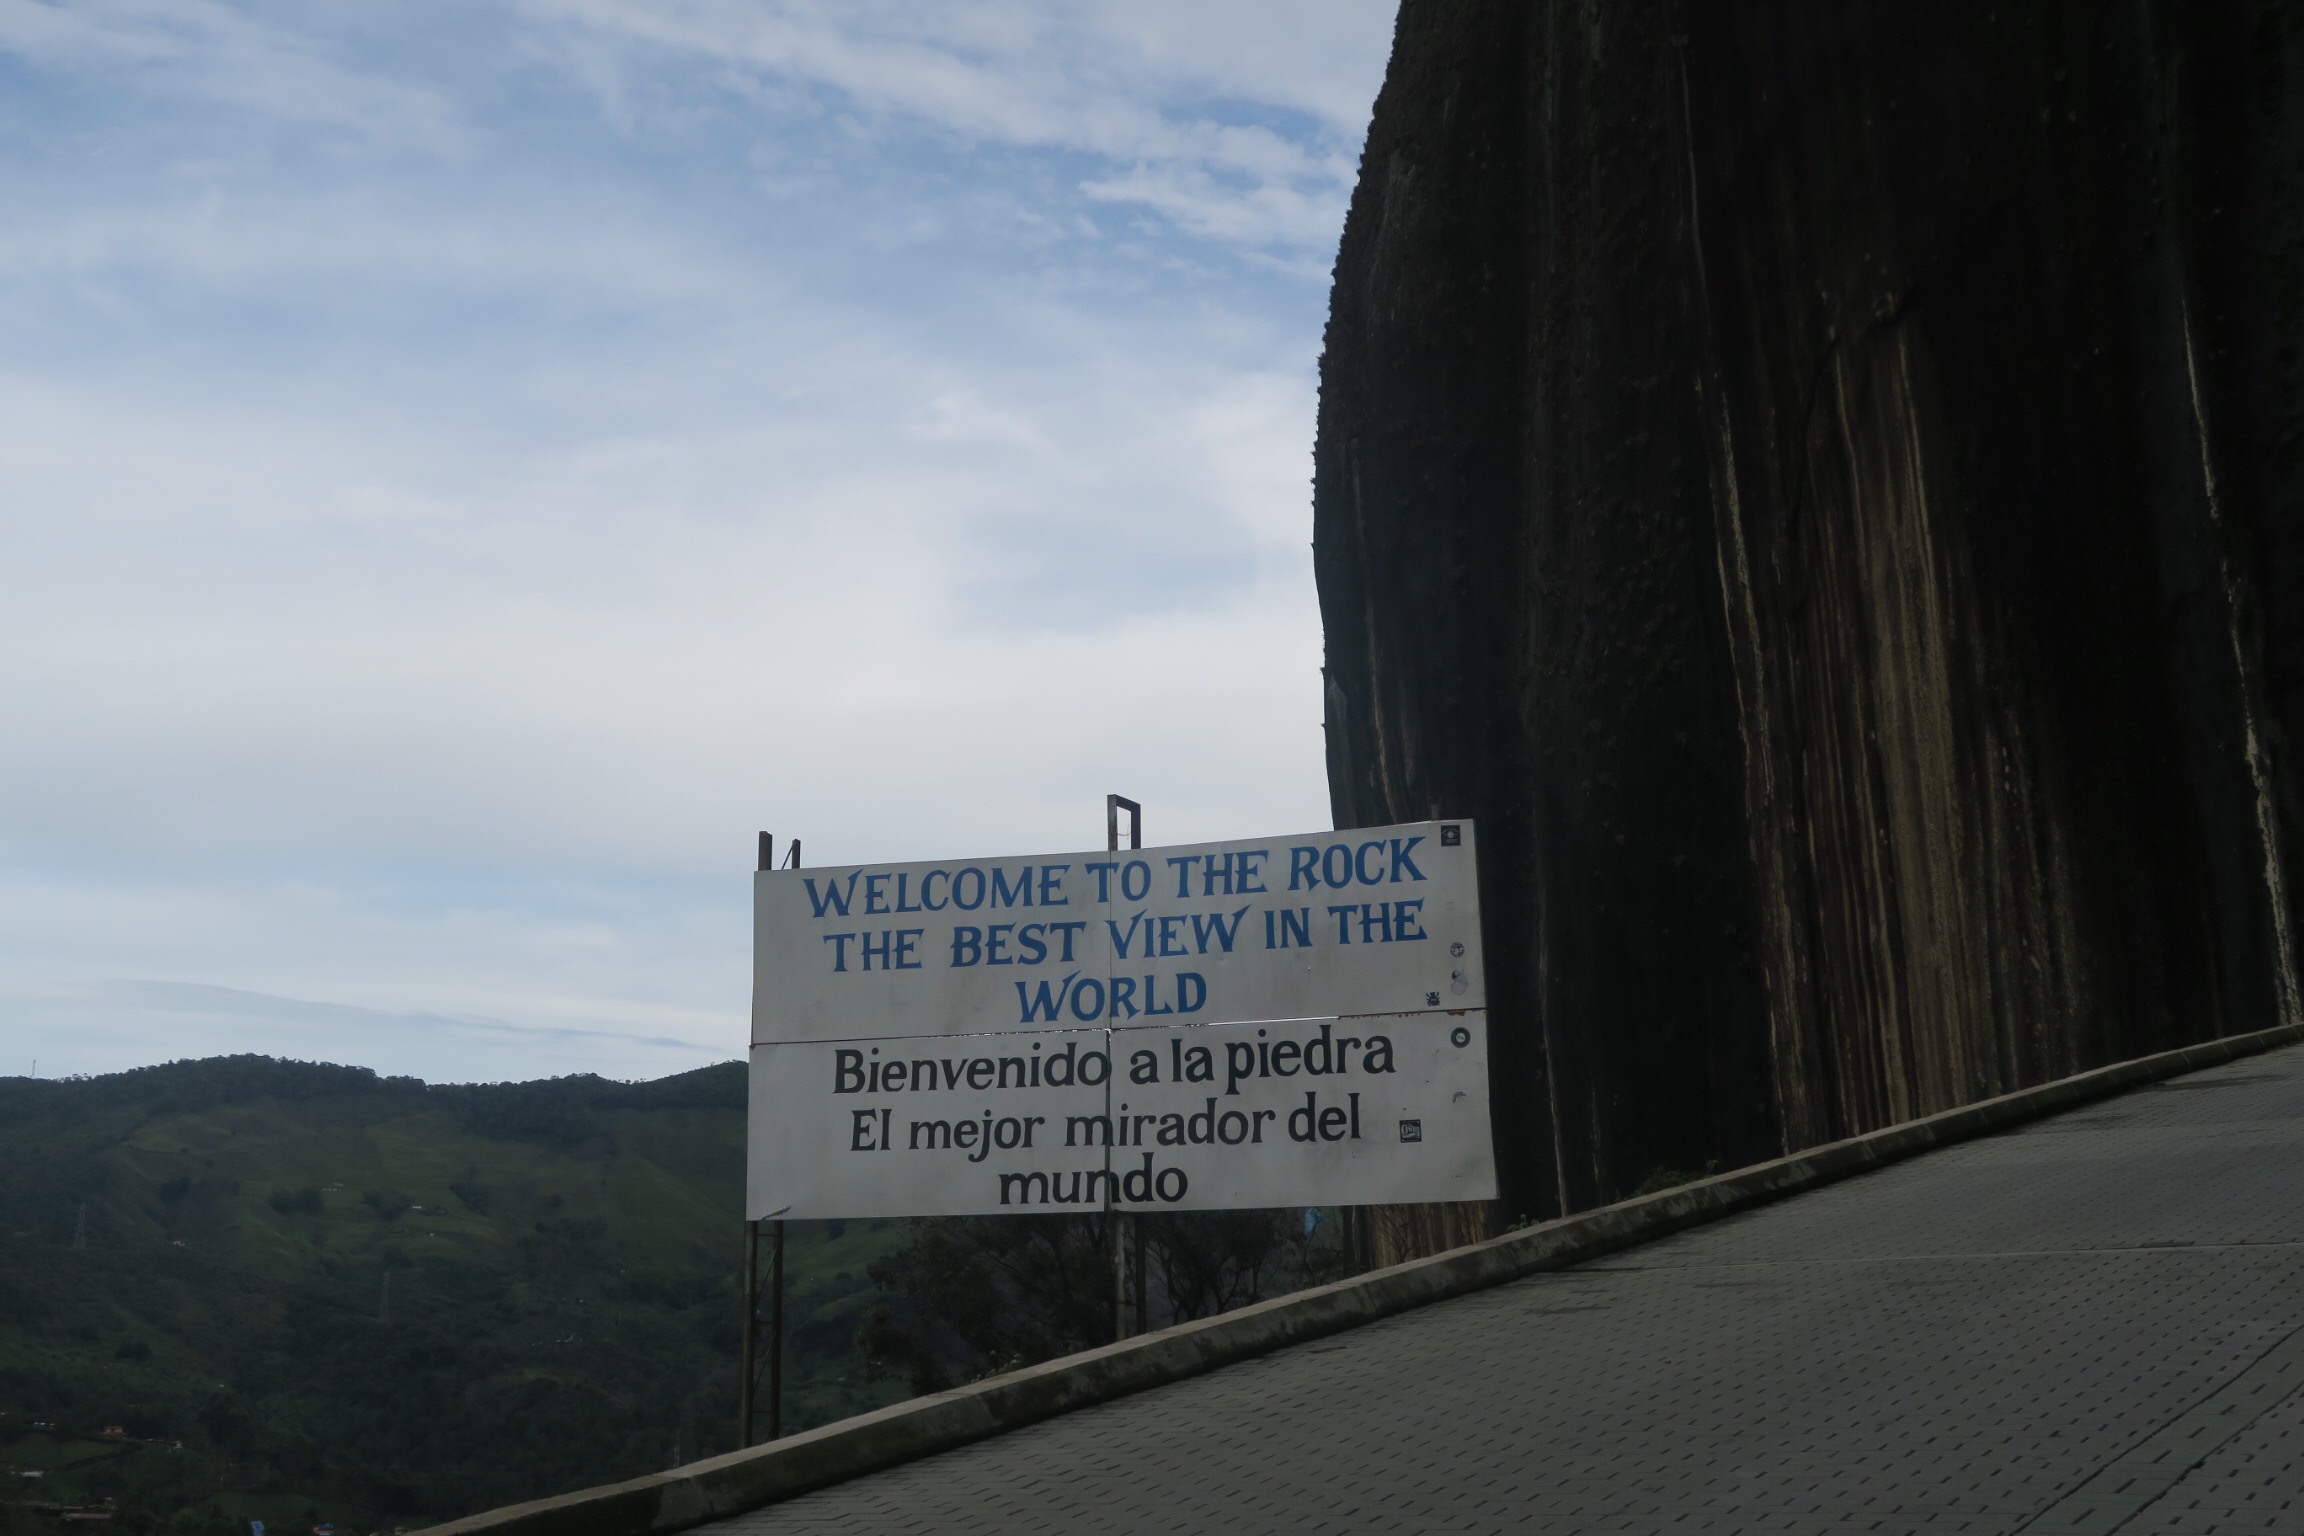 WELCOME TO THE ROCK
THE BEST VIEW IN THE
WORLD
Bienvenido a la piedra
El mejor mirador del
mundo